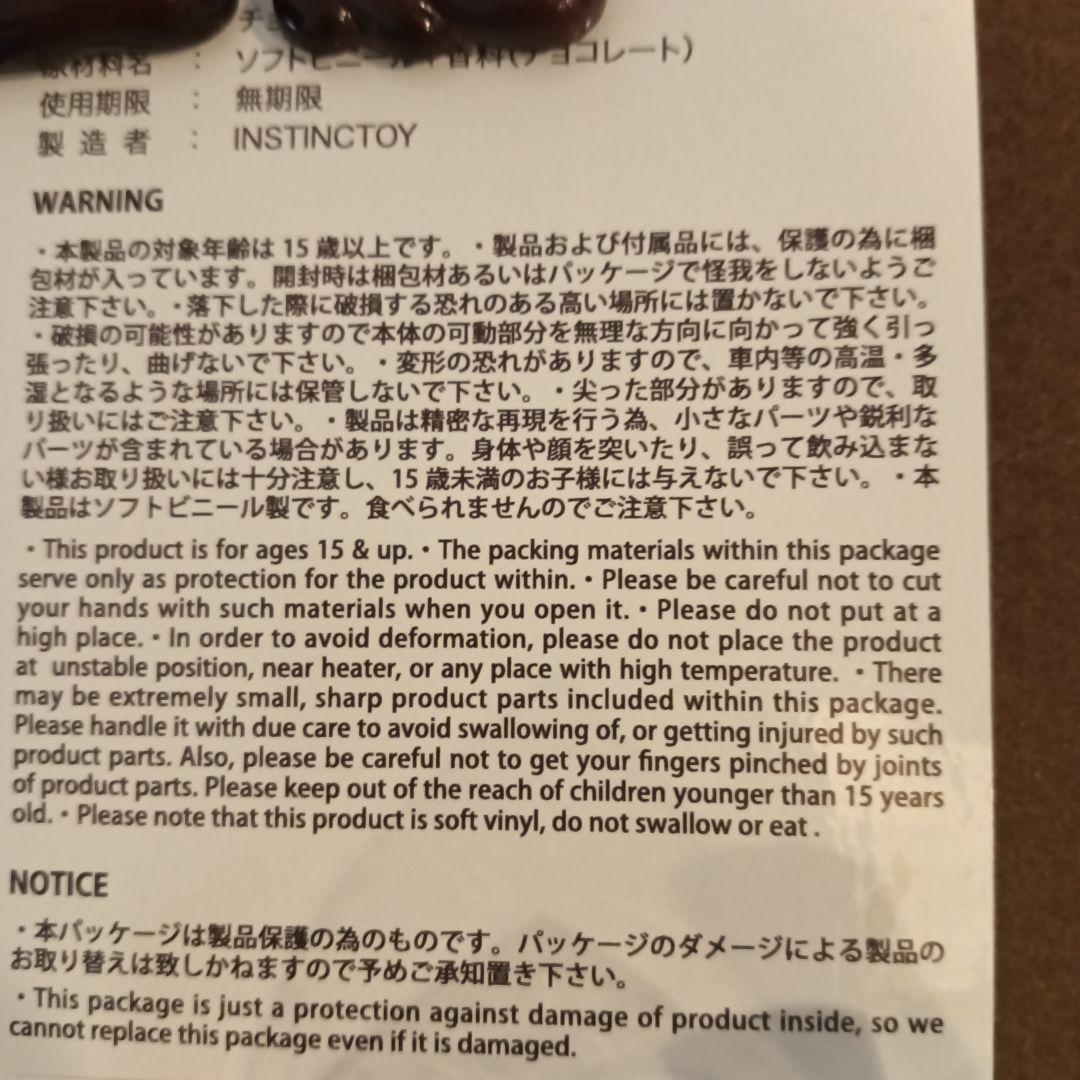 チョ
原材料名 : ソフトビニール・香料(チョコレート)
使用期限 : 無期限
製造者 : INSTINCTOY
WARNING
・本製品の対象年齢は 15 歳以上です。・製品および付属品には、保護の為に梱
包材が入っています。開封時は梱包材あるいはパッケージで怪我をしないようご
注意下さい。・落下した際に破損する恐れのある高い場所には置かないで下さい。
・破損の可能性がありますので本体の可動部分を無理な方向に向かって強く引っ
張ったり、曲げないで下さい。・変形の恐れがありますので、車内等の高温・多
湿となるような場所には保管しないで下さい。・尖った部分がありますので、取
り扱いにはご注意下さい。・製品は精密な再現を行う為、小さなパーツや鋭利な
パーツが含まれている場合があります。身体や顔を突いたり、誤って飲み込まな
い様お取り扱いには十分注意し、15 歳未満のお子様には与えないで下さい。・本
製品はソフトビニール製です。食べられませんのでご注意下さい。
・This product is for ages 15 & up.・The packing materials within this package
serve only as protection for the product within.・Please be careful not to cut
your hands with such materials when you open it.・Please do not put at a
high place.・In order to avoid deformation, please do not place the product
at unstable position, near heater, or any place with high temperature. ・There
may be extremely small, sharp product parts included within this package.
Please handle it with due care to avoid swallowing of, or getting injured by such
product parts. Also, please be careful not to get your fingers pinched by joints
of product parts. Please keep out of the reach of children younger than 15 years
old.・Please note that this product is soft vinyl, do not swallow or eat .
NOTICE
・本パッケージは製品保護の為のものです。パッケージのダメージによる製品の
お取り替えは致しかねますので予めご承知置き下さい。
・This package is just a protection against damage of product inside, so we
cannot replace this package even if it is damaged.